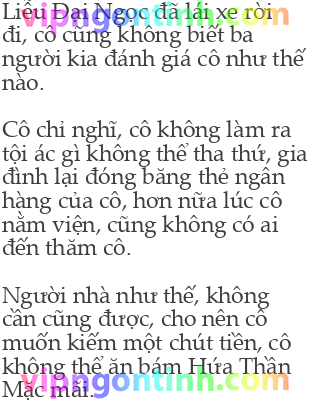 Liễu Đại Ngọc đã lái xe rời
đi, cô cũng không biết ba
người kia đánh giá cô như thế
nào.
Cô chỉ nghĩ, cô không làm ra
tội ác gì không thể tha thứ, gia
đình lại đóng băng thẻ ngân
hàng của cô, hơn nữa lúc cô
nằm viện, cũng không có ai
đến thăm cô.
Người nhà như thế, không
cần cũng được, cho nên cô
muốn kiếm một chút tiền, cô
không thể ăn bám Hứa Thần
Mặc mãi.
vipngontinh.com
vipngontinh.com